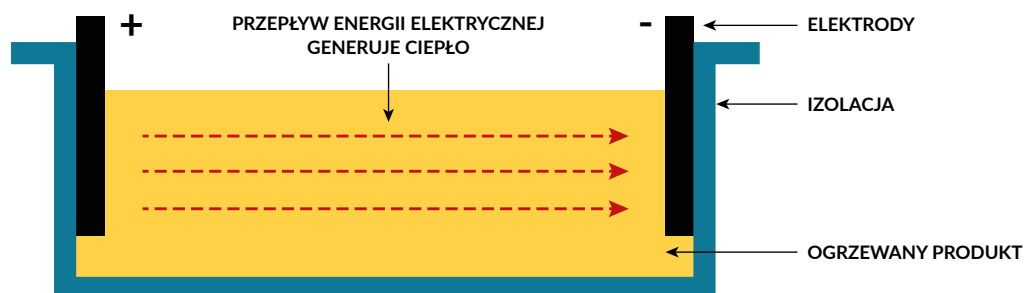 +
PRZEPŁYW ENERGII ELEKTRYCZNEJ
GENERUJE CIEPŁO
-
ELEKTRODY
IZOLACJA
OGRZEWANY PRODUKT